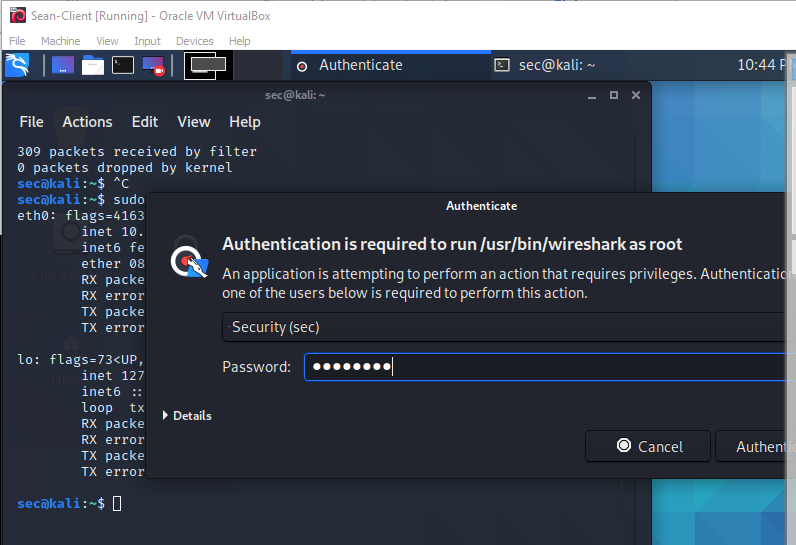 Sean-Client [Running] - Oracle VM VirtualBox
File Machine View Input Devices Help
Authenticate sec@kali: ~ 10:44 P
sec@kali: ~
File Actions Edit View Help
309 packets received by filter
0 packets dropped by kernel
sec@kali:~$ ^C
sec@kali:~$ sudo
eth0: flags=4163
inet 10.
inet6 fe
ether 08
RX packe
RX error
TX packe
TX error
lo: flags=73<UP,
inet 127
inet6 ::
loop tx
RX packe
RX error
TX packe
TX error
sec@kali:~$
Authenticate
Authentication is required to run /usr/bin/wireshark as root
An application is attempting to perform an action that requires privileges. Authenticatio
one of the users below is required to perform this action.
Security (sec)
Password: ●●●●●●●●
Details
Cancel Authenti